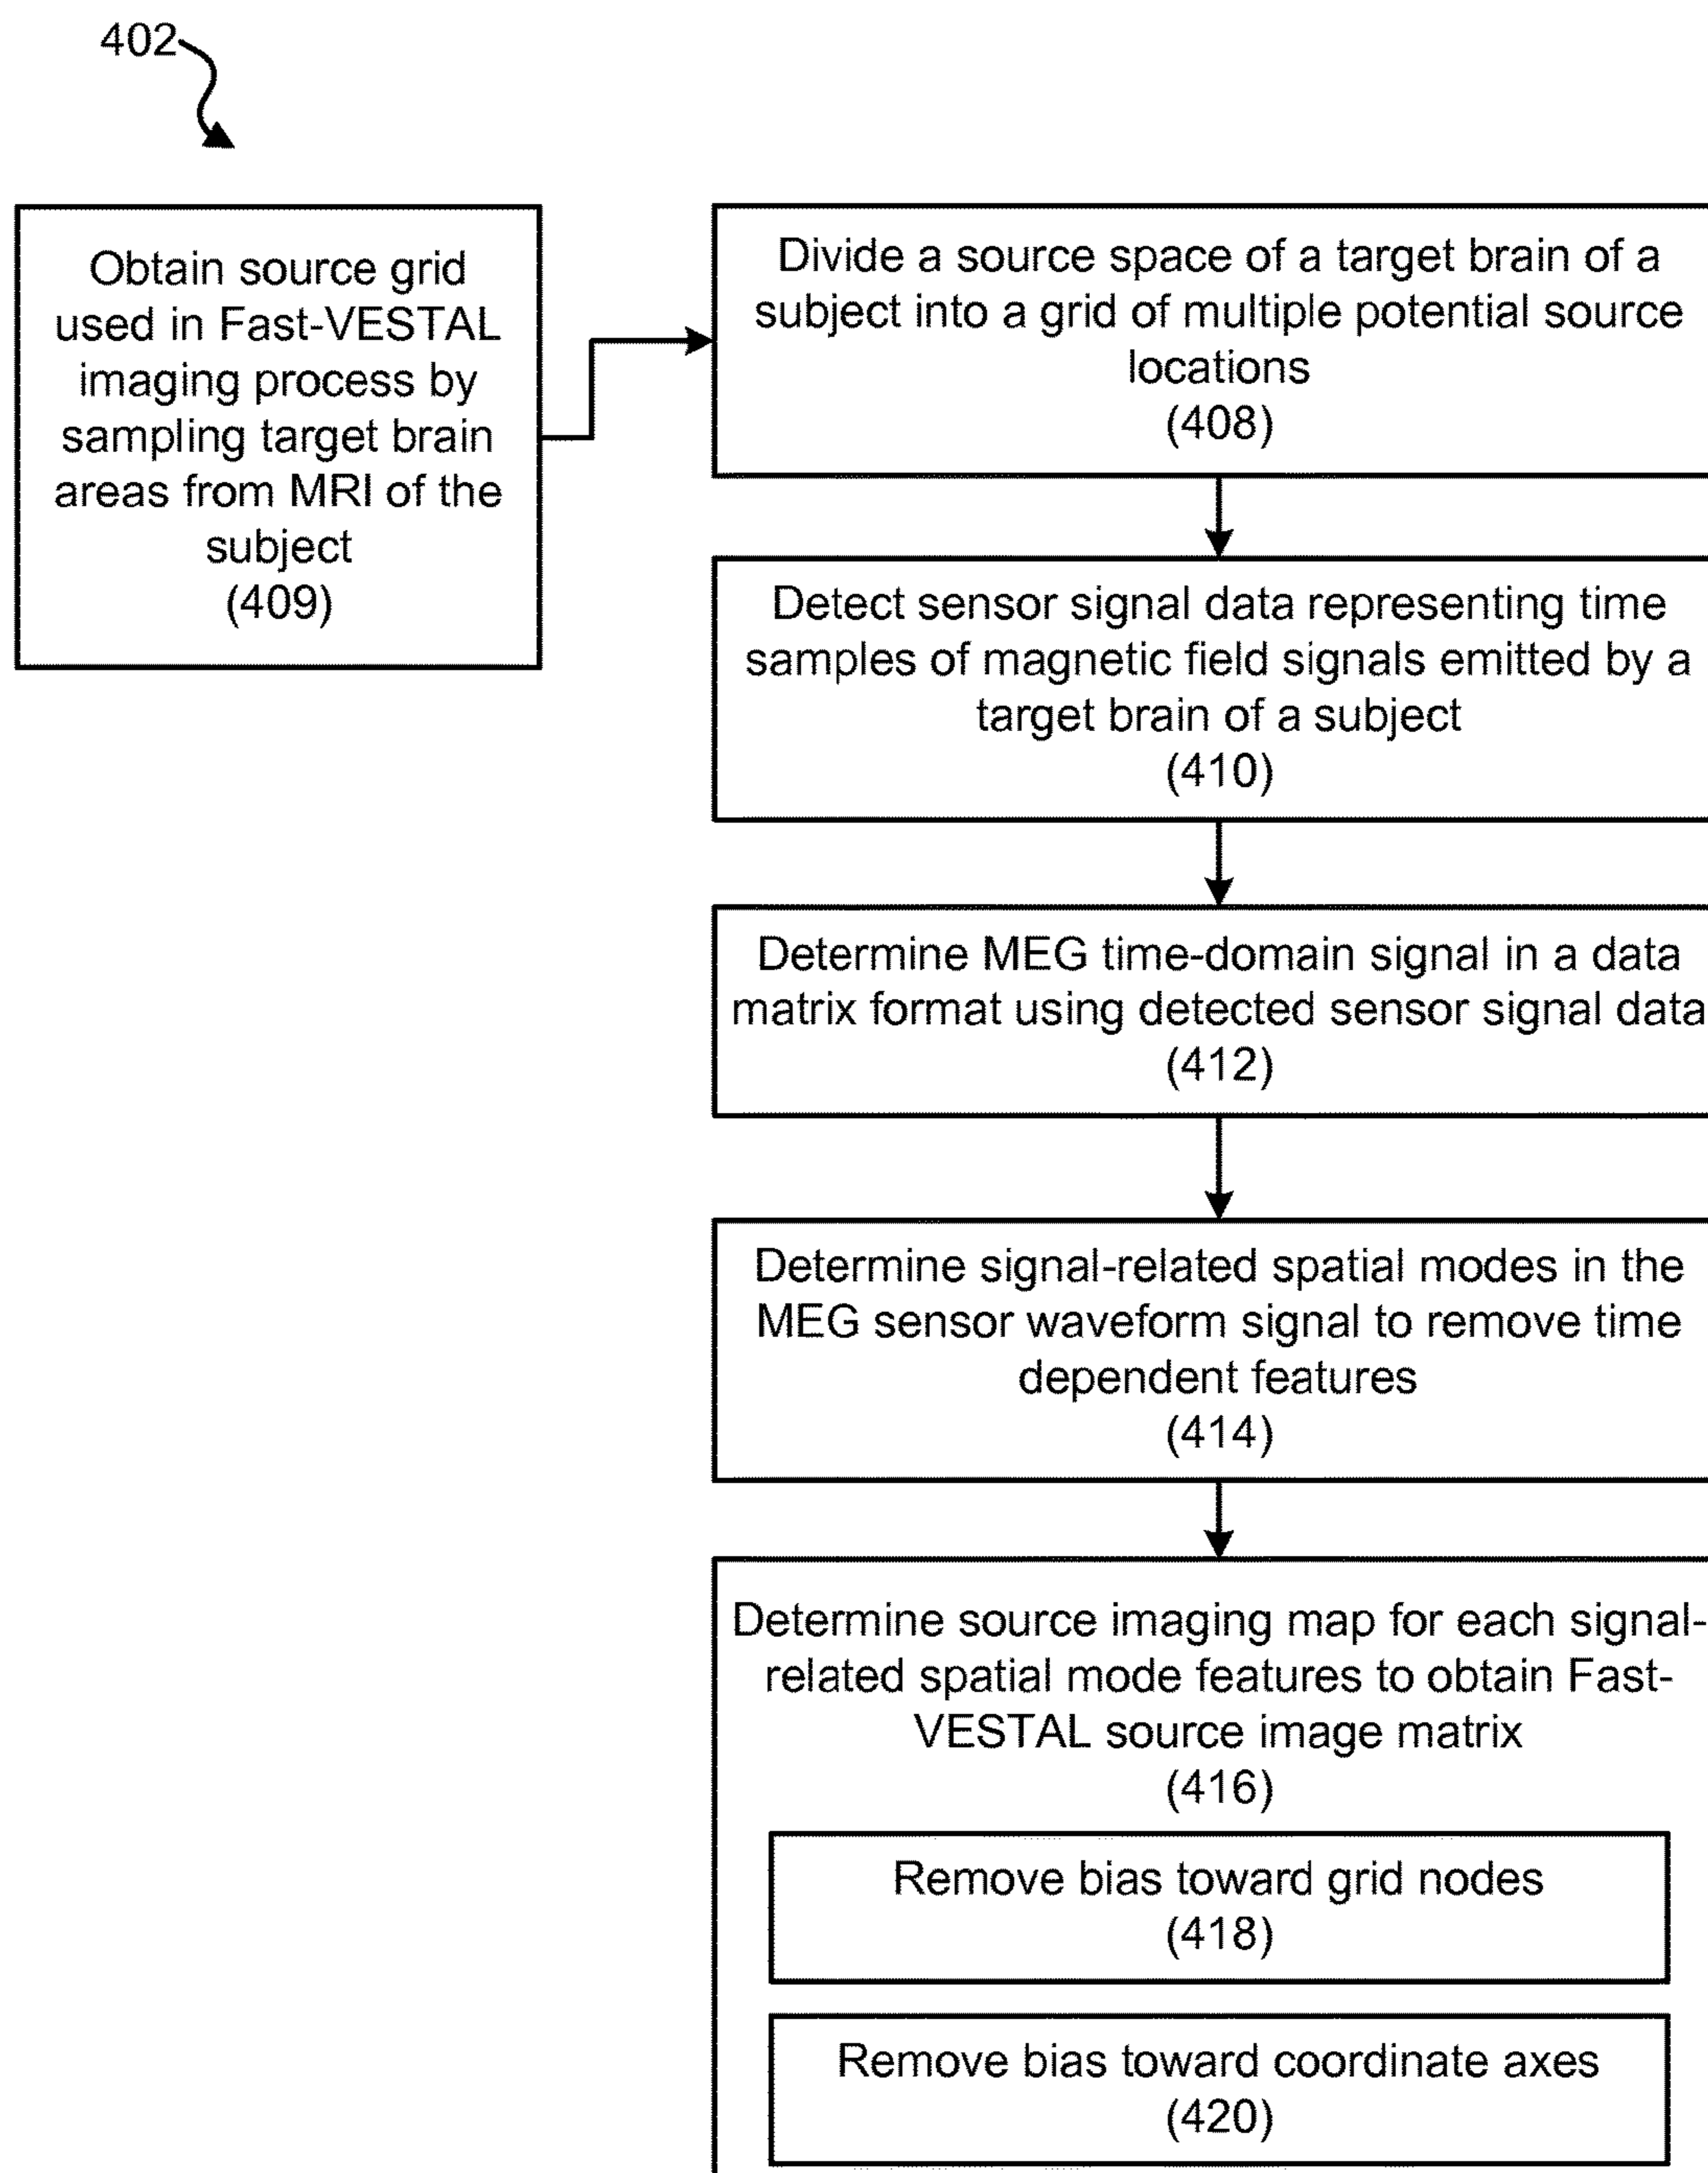 402
Obtain source grid
used in Fast-VESTAL
imaging process by
sampling target brain
areas from MRI of the
subject
(409)
Divide a source space of a target brain of a
subject into a grid of multiple potential source
locations
(408)
Detect sensor signal data representing time
samples of magnetic field signals emitted by a
target brain of a subject
(410)
Determine MEG time-domain signal in a data
matrix format using detected sensor signal data
(412)
Determine signal-related spatial modes in the
MEG sensor waveform signal to remove time
dependent features
(414)
Determine source imaging map for each signal-
related spatial mode features to obtain Fast-
VESTAL source image matrix
(416)
Remove bias toward grid nodes
(418)
Remove bias toward coordinate axes
(420)